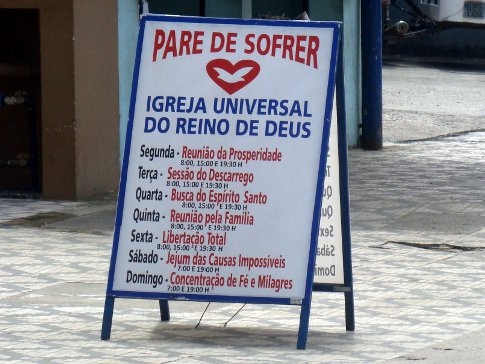 PARE DE SOFRER
IGREJA UNIVERSAL
DO REINO DE DEUS
Segunda - Reunião da Prosperidade
8:00, 15:00 E 19:30 H
Terça - Sessão do Descarrego
8:00, 15:00 E 19:30 H
Quarta - Busca do Espírito Santo
8:00, 15:00 E 19:30 H
Quinta - Reunião pela Família
8:00, 15:00 E 19:30 H
Sexta - Libertação Total
8:00, 15:00 E 19:30 H
Sábado - Jejum das Causas Impossíveis
7:00 E 19:00 H
Domingo - Concentração de Fé e Milagres
7:00 E 19:00 H